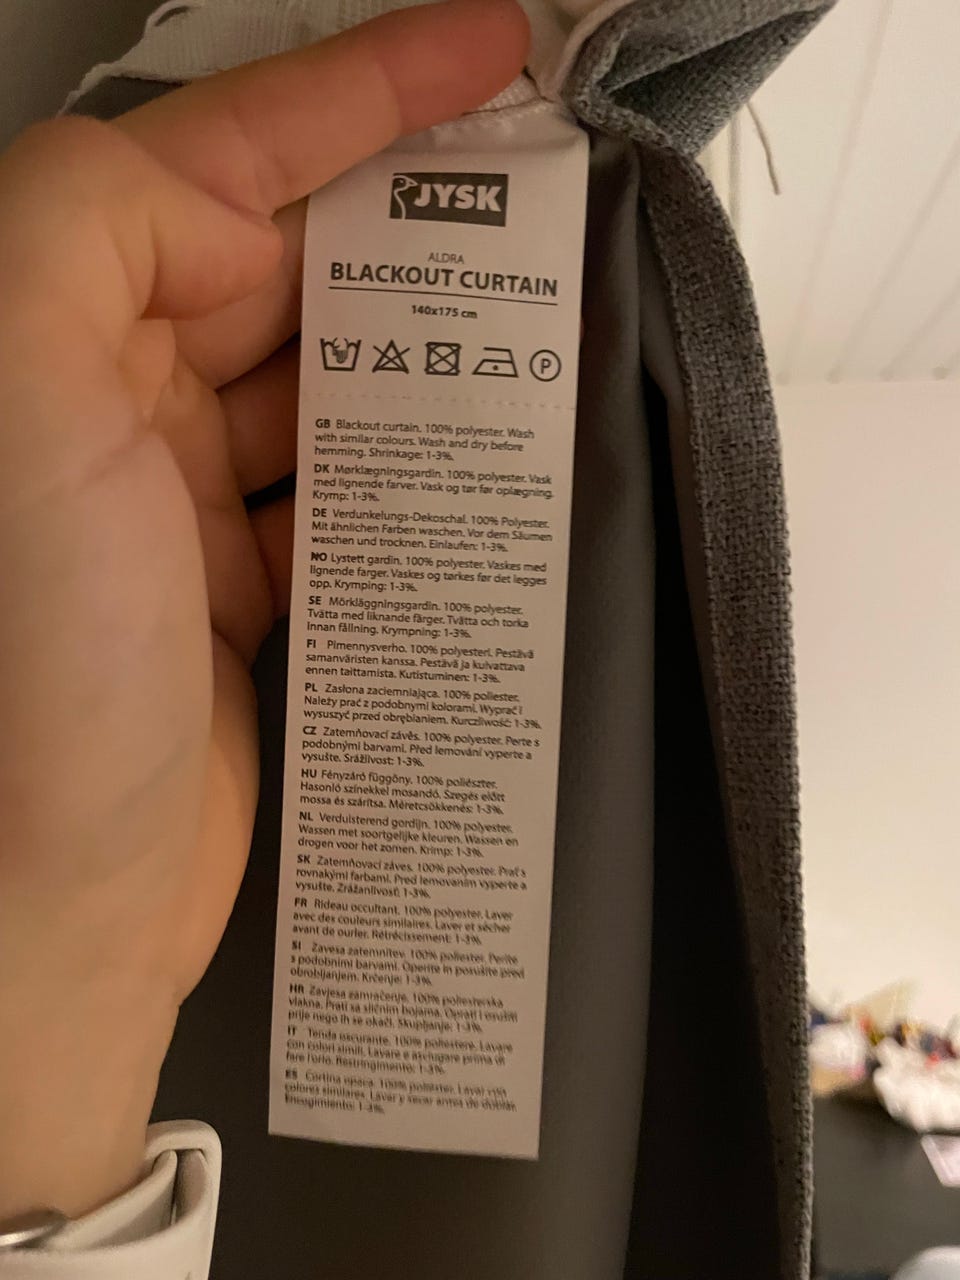 JYSK
ALDRA
BLACKOUT CURTAIN
140x175 cm
P
GB Blackout curtain. 100% polyester. Wash
with similar colours. Wash and dry before
hemming. Shrinkage: 1-3%.
DK Mørklægningsgardin. 100% polyester. Vask
med lignende farver. Vask og tør før oplægning.
Krymp: 1-3%.
DE Verdunkelungs-Dekoschal. 100% Polyester.
Mit ähnlichen Farben waschen. Vor dem Säumen
waschen und trocknen. Einlaufen: 1-3%.
NO Lystett gardin. 100% polyester. Vaskes med
lignende farger. Vaskes og tørkes før det legges
opp. Krymping: 1-3%.
SE Mörkläggningsgardin. 100% polyester.
Tvätta med liknande färger. Tvätta och torka
innan fållning. Krympning: 1-3%.
FI Pimennysverho. 100% polyesteri. Pestävä
samanväristen kanssa. Pestävä ja kuivattava
ennen taittamista. Kutistuminen: 1-3%.
PL Zasłona zaciemniająca. 100% poliester.
Należy prać z podobnymi kolorami. Wyprać i
wysuszyć przed obrębianiem. Kurczliwość: 1-3%.
CZ Zatemňovací závěs. 100% polyester. Perte s
podobnými barvami. Před lemování vyperte a
vysušte. Srážlivost: 1-3%.
HU Fényzáró függöny. 100% poliészter.
Hasonló színekkel mosandó. Szegés előtt
mossa és szárítsa. Méretcsökkenés: 1-3%.
NL Verduisterend gordijn. 100% polyester.
Wassen met soortgelijke kleuren. Wassen en
drogen voor het zomen. Krimp: 1-3%.
SK Zatemňovací záves. 100% polyester. Prať s
rovnakými farbami. Pred lemovaním vyperte a
vysušte. Zrážanlivosť: 1-3%.
FR Rideau occultant. 100% polyester. Laver
avec des couleurs similaires. Laver et sécher
avant de ourler. Rétrécissement: 1-3%.
SI Zavesa zatemnitev. 100% polyester. Perite
s podobnimi barvami. Operite in posušite pred
obrobljanjem. Krčenje: 1-3%.
HR Zavjesa zamračenje. 100% poliesterska
vlakna. Prati sa sličnim bojama. Oprati i osušiti
prije nego ih se okači. Skupljanje: 1-3%.
IT Tenda oscurante. 100% poliestere. Lavare
con colori simili. Lavare e asciugare prima di
fare l'orlo. Restringimento: 1-3%.
ES Cortina opaca. 100% poliéster. Lavar con
colores similares. Lavar y secar antes de doblar.
Encogimiento: 1-3%.